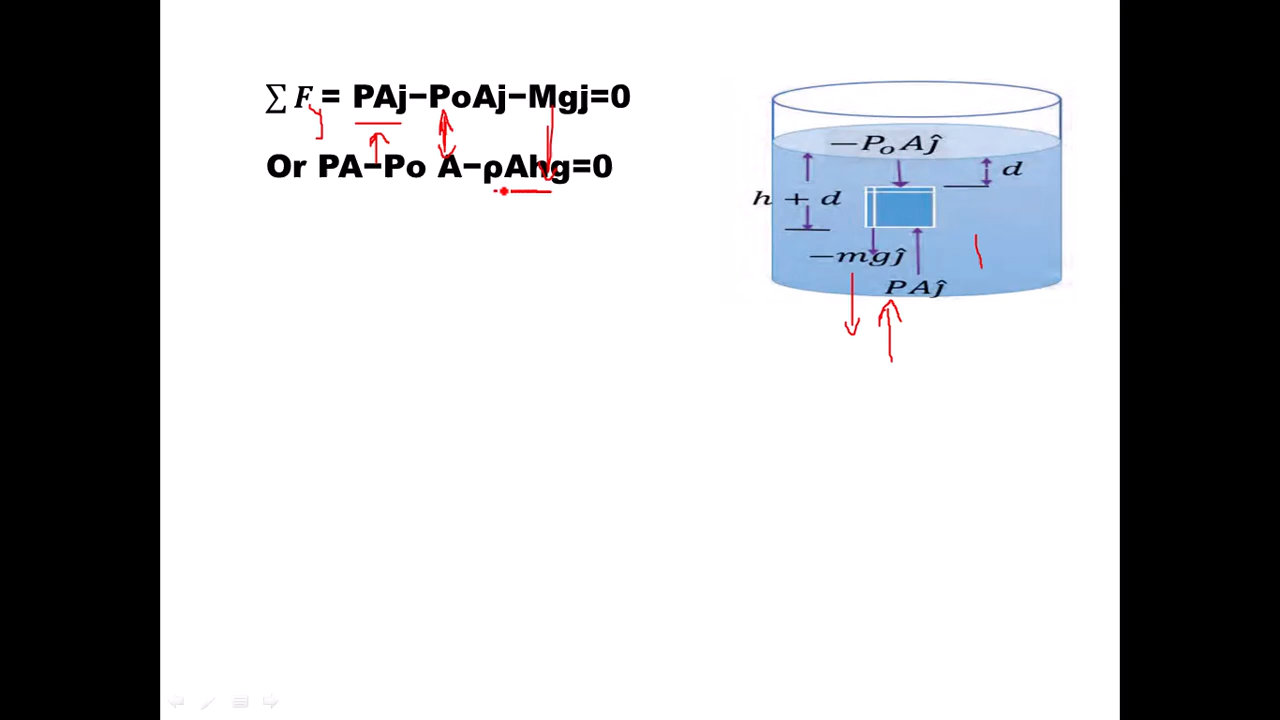 ∑ F = PAj−PoAj−Mgj=0
y
Or PA−Po A−ρAhg=0
−PₒAĵ
d
h + d
−mgĵ
PAĵ